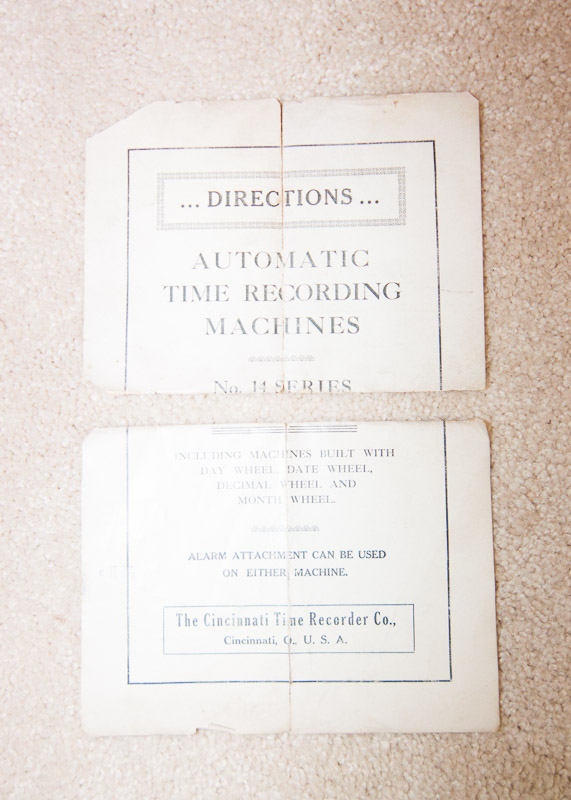 ... DIRECTIONS ...
AUTOMATIC
TIME RECORDING
MACHINES
No. 14 SERIES
INCLUDING MACHINES BUILT WITH
DAY WHEEL, DATE WHEEL,
DECIMAL WHEEL AND
MONTH WHEEL.
ALARM ATTACHMENT CAN BE USED
ON EITHER MACHINE.
The Cincinnati Time Recorder Co.,
Cincinnati, O., U. S. A.